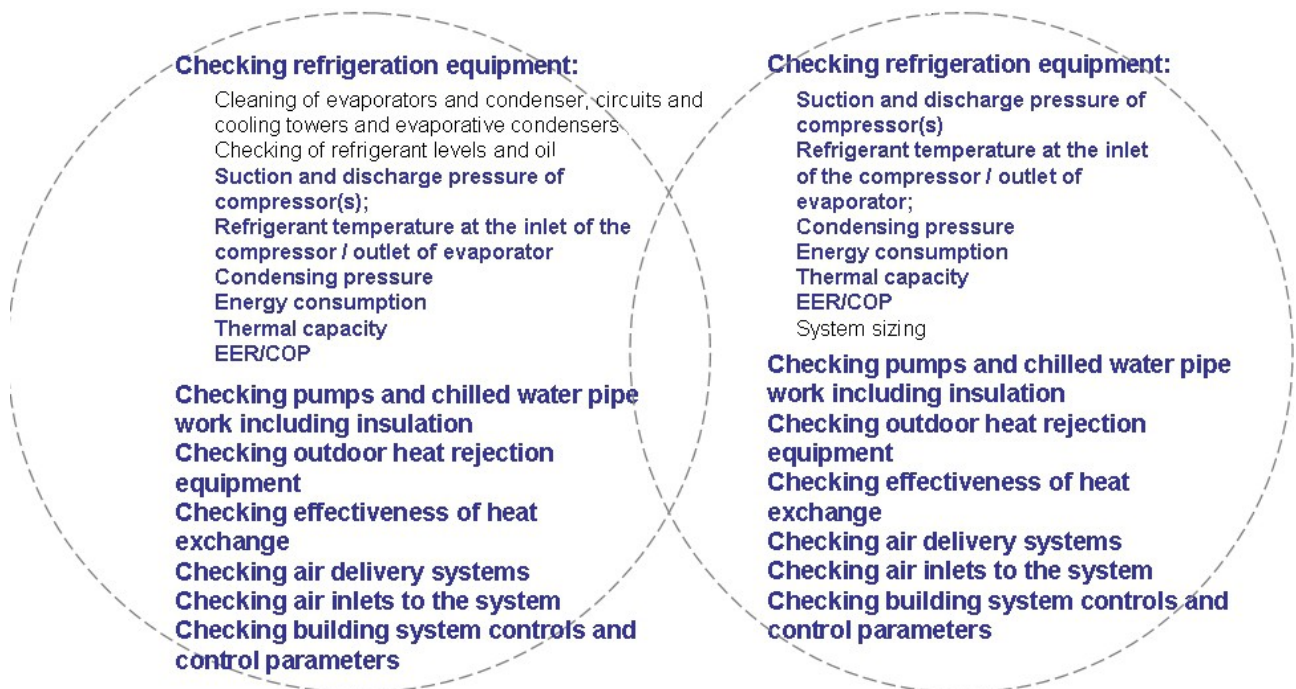 Checking refrigeration equipment:
Cleaning of evaporators and condenser, circuits and
cooling towers and evaporative condensers
Checking of refrigerant levels and oil
Suction and discharge pressure of
compressor(s);
Refrigerant temperature at the inlet of the
compressor / outlet of evaporator
Condensing pressure
Energy consumption
Thermal capacity
EER/COP
Checking pumps and chilled water pipe
work including insulation
Checking outdoor heat rejection
equipment
Checking effectiveness of heat
exchange
Checking air delivery systems
Checking air inlets to the system
Checking building system controls and
control parameters
Checking refrigeration equipment:
Suction and discharge pressure of
compressor(s)
Refrigerant temperature at the inlet
of the compressor / outlet of
evaporator;
Condensing pressure
Energy consumption
Thermal capacity
EER/COP
System sizing
Checking pumps and chilled water pipe
work including insulation
Checking outdoor heat rejection
equipment
Checking effectiveness of heat
exchange
Checking air delivery systems
Checking air inlets to the system
Checking building system controls and
control parameters